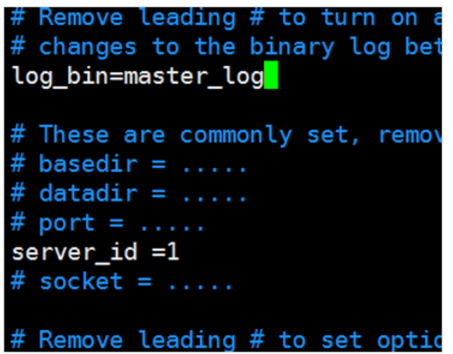 # Remove leading # to turn on a
# changes to the binary log bet
log_bin=master_log

# These are commonly set, remov
# basedir = .....
# datadir = .....
# port = .....
server_id =1
# socket = .....

# Remove leading # to set optio